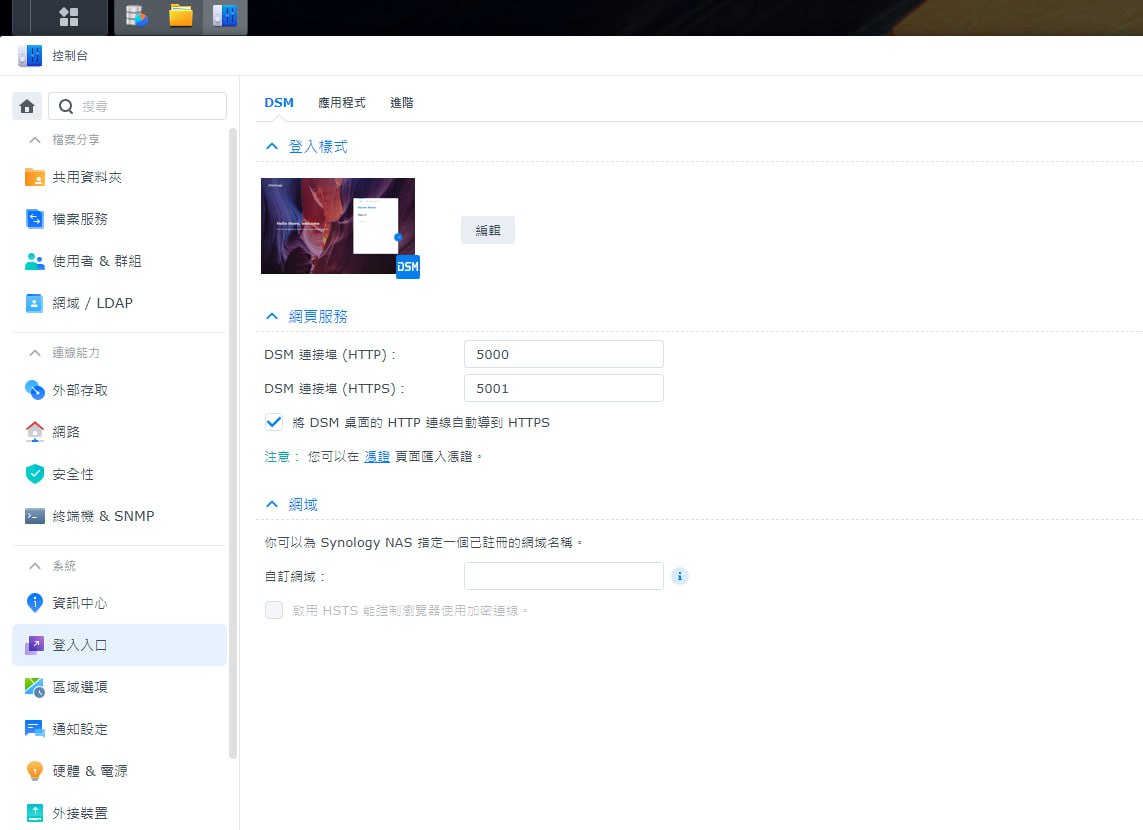 控制台
搜尋
檔案分享
共用資料夾
檔案服務
使用者 & 群組
網域 / LDAP
連線能力
外部存取
網路
安全性
終端機 & SNMP
系統
資訊中心
登入入口
區域選項
通知設定
硬體 & 電源
外接裝置
DSM 應用程式 進階
登入樣式
DSM
編輯
網頁服務
DSM 連接埠 (HTTP) : 5000
DSM 連接埠 (HTTPS) : 5001
將 DSM 桌面的 HTTP 連線自動導到 HTTPS
注意: 您可以在 憑證 頁面匯入憑證。
網域
你可以為 Synology NAS 指定一個已註冊的網域名稱。
自訂網域:
啟用 HSTS 能強制瀏覽器使用加密連線。